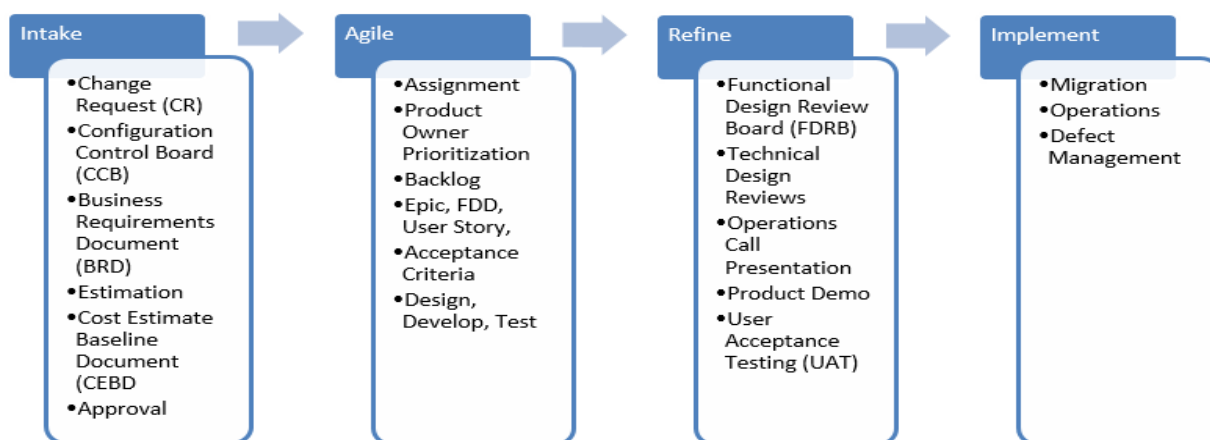 Intake
•Change
Request (CR)
•Configuration
Control Board
(CCB)
•Business
Requirements
Document
(BRD)
•Estimation
•Cost Estimate
Baseline
Document
(CEBD
•Approval
Agile
•Assignment
•Product
Owner
Prioritization
•Backlog
•Epic, FDD,
User Story,
•Acceptance
Criteria
•Design,
Develop, Test
Refine
•Functional
Design Review
Board (FDRB)
•Technical
Design
Reviews
•Operations
Call
Presentation
•Product Demo
•User
Acceptance
Testing (UAT)
Implement
•Migration
•Operations
•Defect
Management